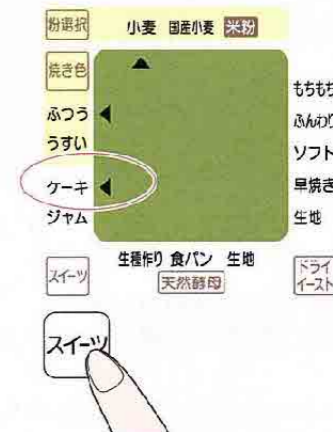 粉選択
小麦 国産小麦 米粉
焼き色
ふつう
うすい
ケーキ
ジャム
もちもち
ふんわり
ソフト
早焼き
生地
生種作り 食パン 生地
天然酵母
スイーツ
ドライ
イースト
スイーツ